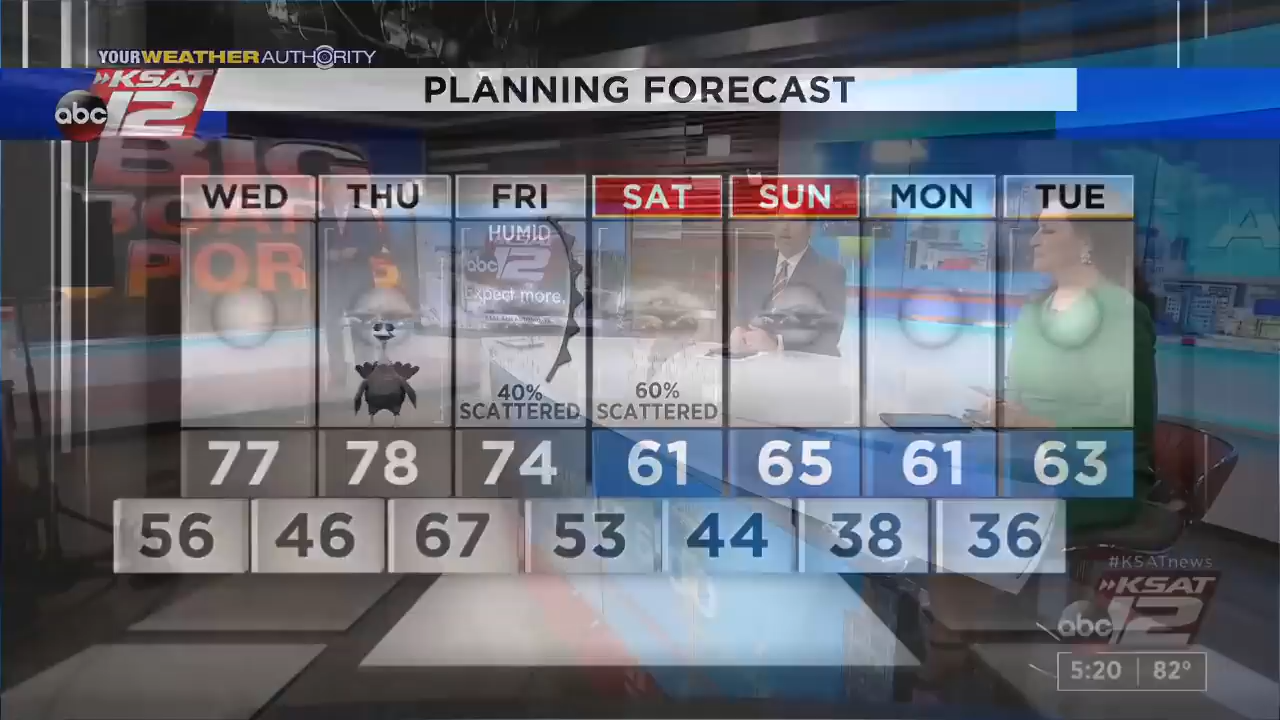 YOUR WEATHER AUTHORITY
KSAT
abc 12
PLANNING FORECAST
BIG
POR
WED THU FRI SAT SUN MON TUE
HUMID
abc 12
Expect more.
40% 60%
SCATTERED SCATTERED
77 78 74 61 65 61 63
56 46 67 53 44 38 36
#KSATnews
KSAT
abc 12
5:20 82°